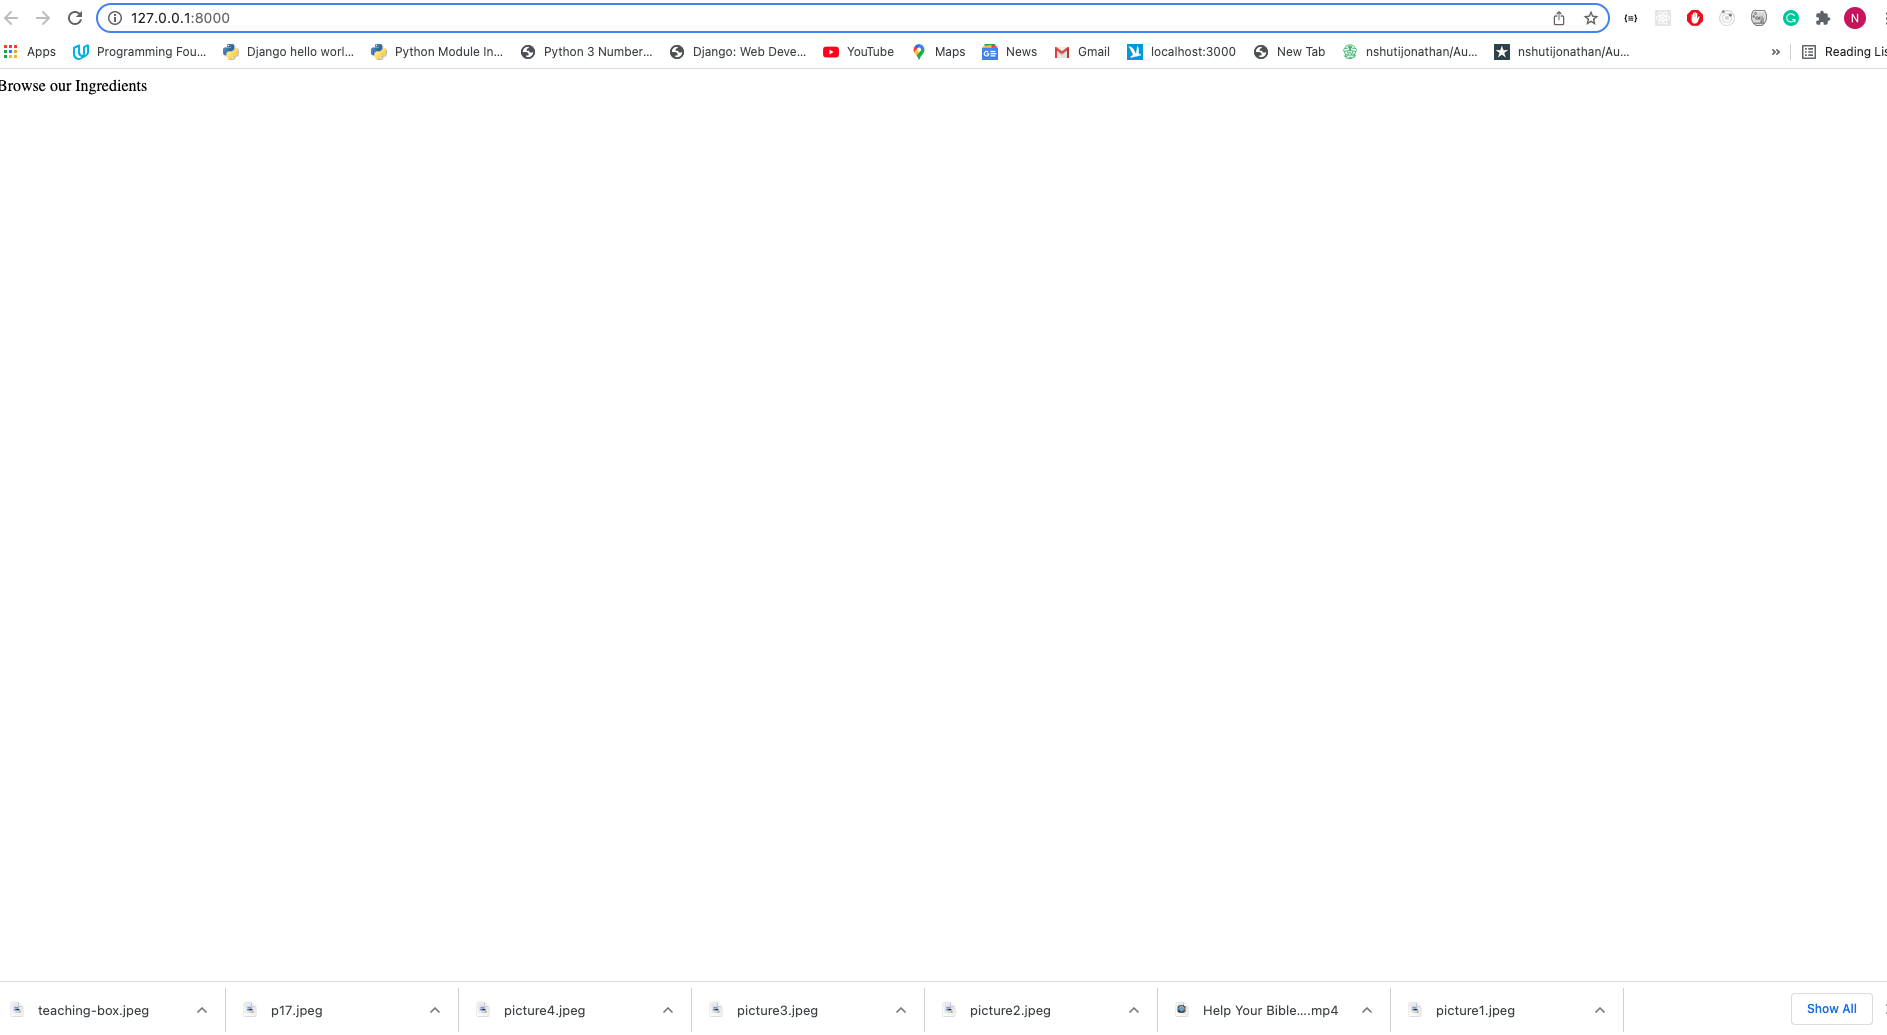 127.0.0.1:8000
N
Apps Programming Fou... Django hello worl... Python Module In... Python 3 Number... Django: Web Deve... YouTube Maps News Gmail localhost:3000 New Tab nshutijonathan/Au... nshutijonathan/Au... » Reading Lis
Browse our Ingredients
teaching-box.jpeg p17.jpeg picture4.jpeg picture3.jpeg picture2.jpeg Help Your Bible....mp4 picture1.jpeg Show All